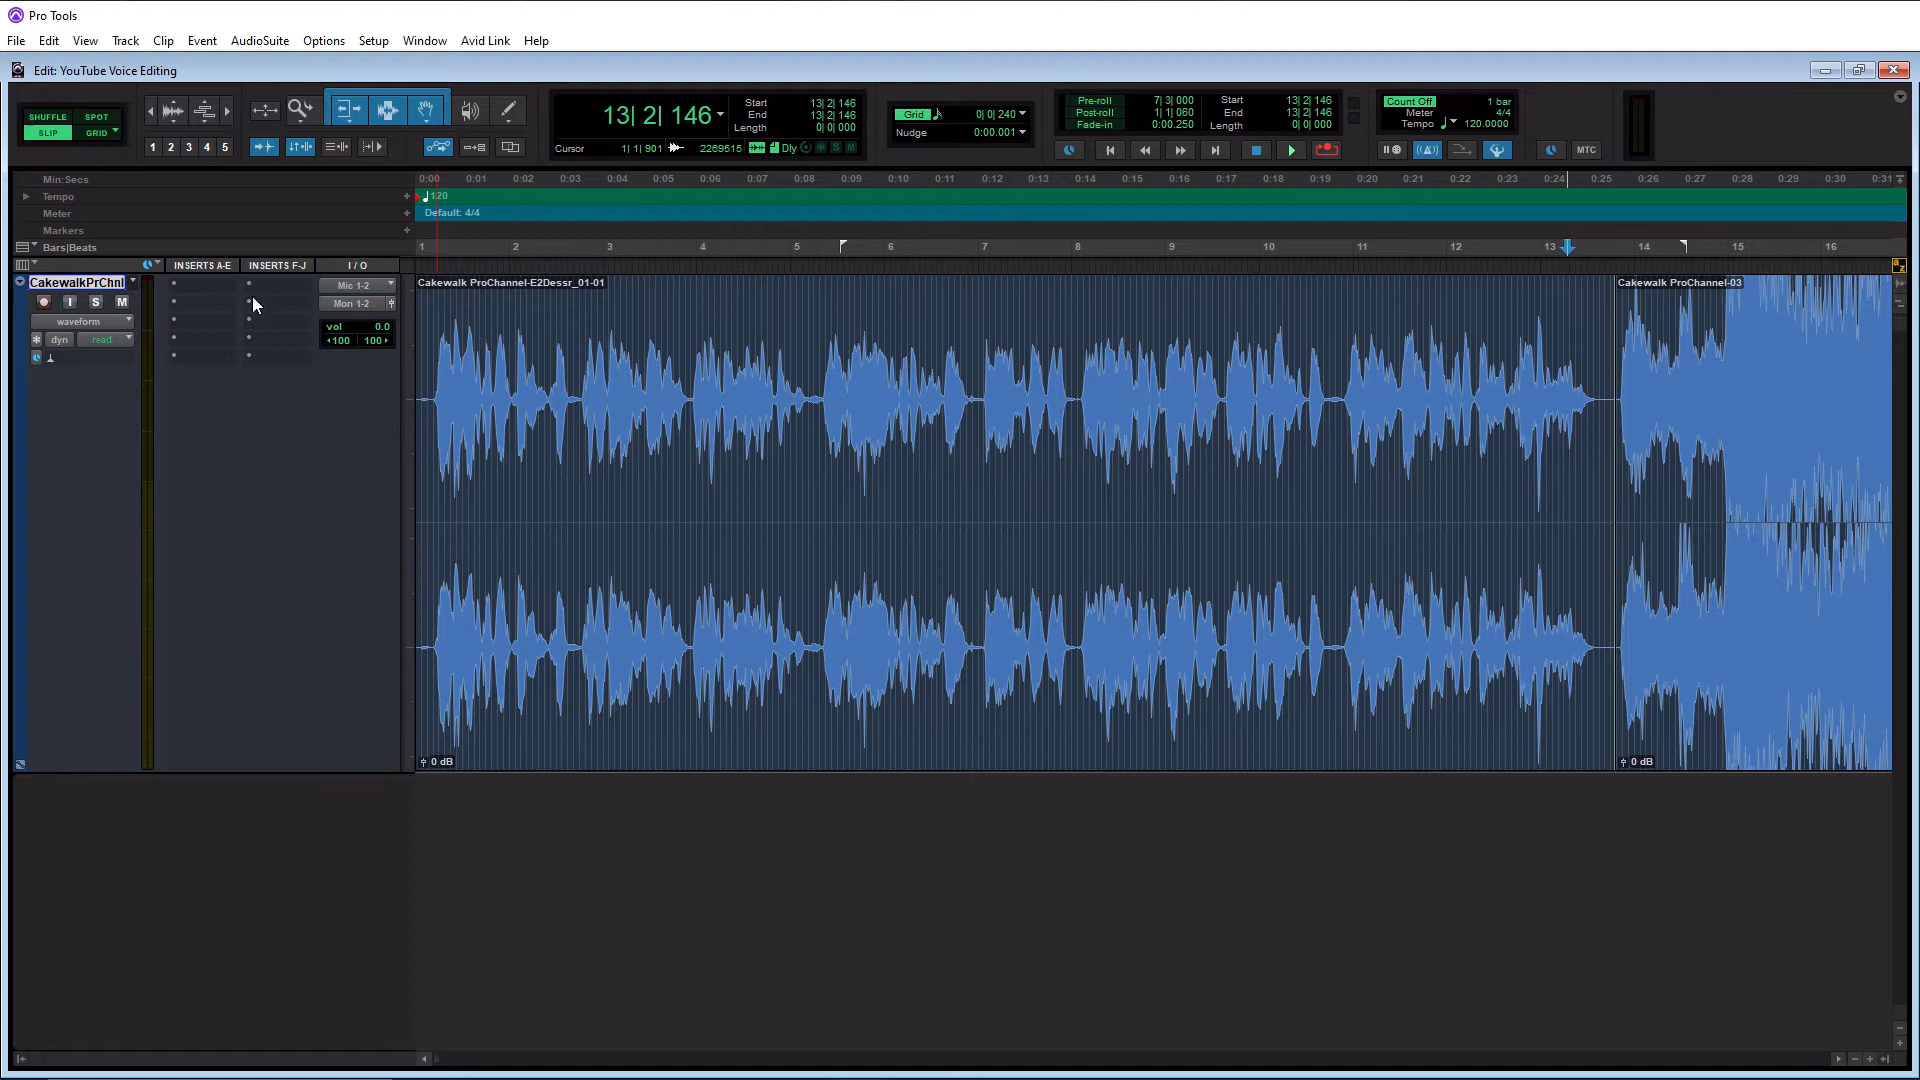 Pro Tools
File Edit View Track Clip Event AudioSuite Options Setup Window Avid Link Help
Edit: YouTube Voice Editing
SHUFFLE SPOT
SLIP GRID
1 2 3 4 5
13| 2| 146
Start 13| 2| 146
End 13| 2| 146
Length 0| 0| 000
Cursor 1| 1| 901 2269515 Dly S M
Grid 0| 0| 240
Nudge 0:00.001
Pre-roll 7| 3| 000 Start 13| 2| 146
Post-roll 1| 1| 060 End 13| 2| 146
Fade-in 0:00.250 Length 0| 0| 000
Count Off 1 bar
Meter 4/4
Tempo 120.0000
MTC
Min:Secs 0:00 0:01 0:02 0:03 0:04 0:05 0:06 0:07 0:08 0:09 0:10 0:11 0:12 0:13 0:14 0:15 0:16 0:17 0:18 0:19 0:20 0:21 0:22 0:23 0:24 0:25 0:26 0:27 0:28 0:29 0:30 0:31
Tempo 120
Meter Default: 4/4
Markers
Bars|Beats 1 2 3 4 5 6 7 8 9 10 11 12 13 14 15 16
INSERTS A-E INSERTS F-J I / O
CakewalkPrChnl
I S M
waveform
dyn read
Mic 1-2
Mon 1-2
vol 0.0
100 100
Cakewalk ProChannel-E2Dessr_01-01 Cakewalk ProChannel-03
0 dB 0 dB